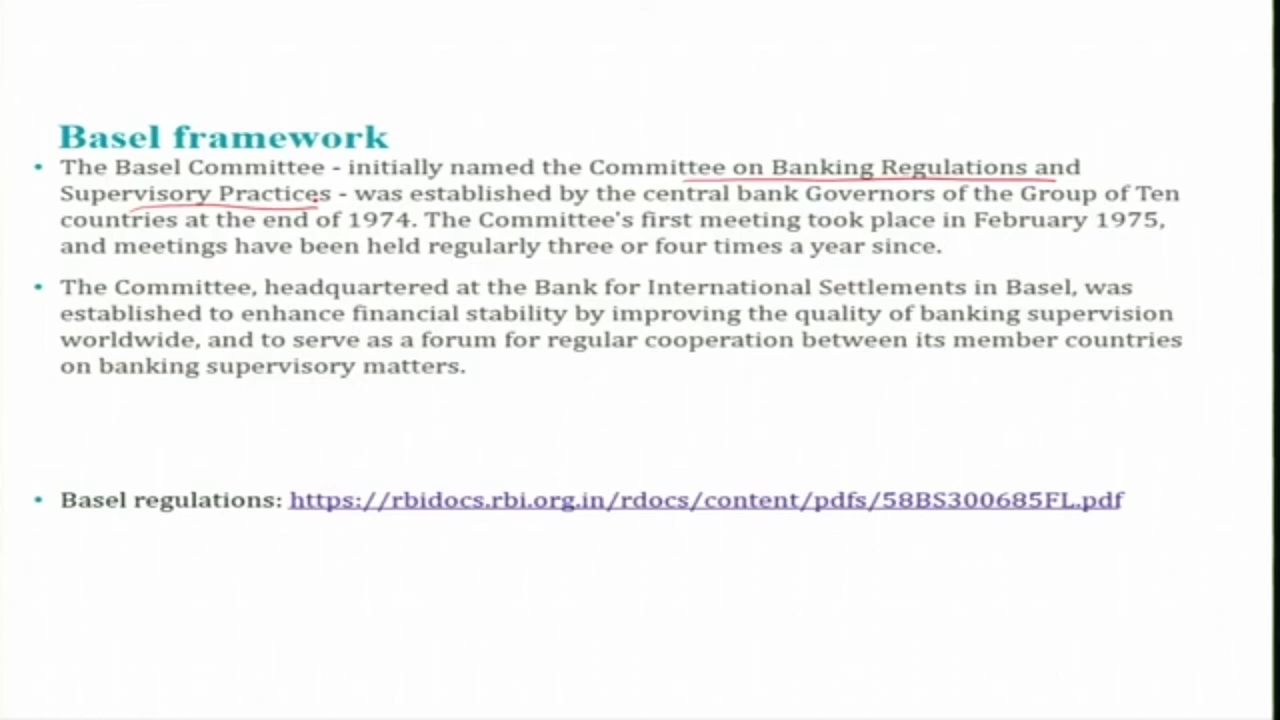 Basel framework
• The Basel Committee - initially named the Committee on Banking Regulations and
Supervisory Practices - was established by the central bank Governors of the Group of Ten
countries at the end of 1974. The Committee's first meeting took place in February 1975,
and meetings have been held regularly three or four times a year since.
• The Committee, headquartered at the Bank for International Settlements in Basel, was
established to enhance financial stability by improving the quality of banking supervision
worldwide, and to serve as a forum for regular cooperation between its member countries
on banking supervisory matters.
• Basel regulations: https://rbidocs.rbi.org.in/rdocs/content/pdfs/58BS300685FL.pdf